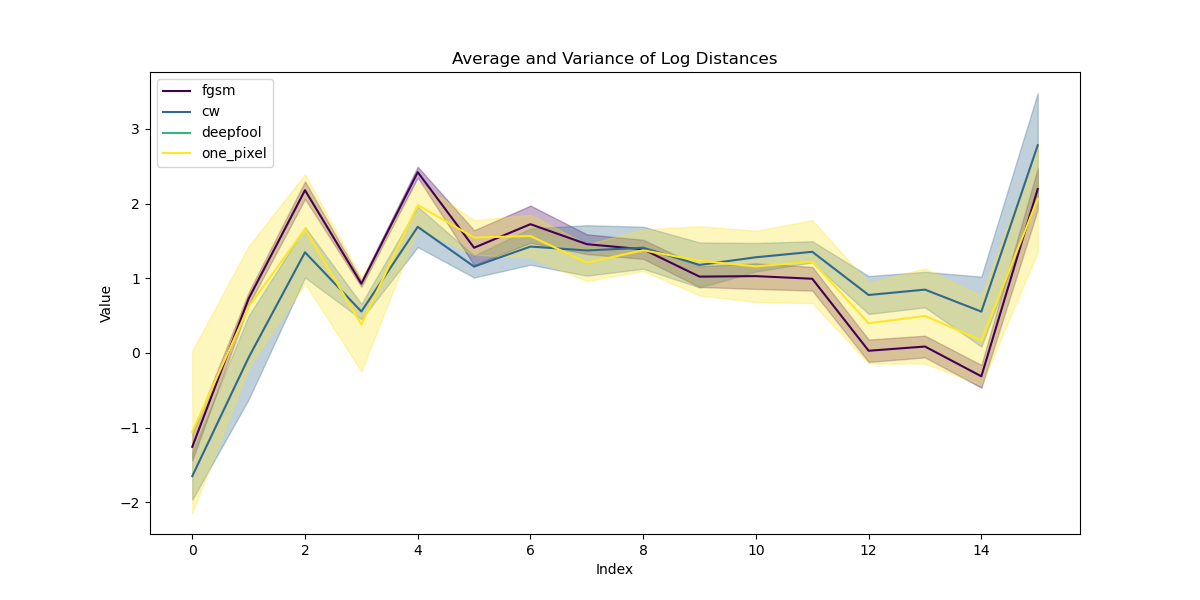 Average and Variance of Log Distances
fgsm
cw
deepfool
one_pixel
3
2
1
0
−1
−2
Value
0 2 4 6 8 10 12 14
Index